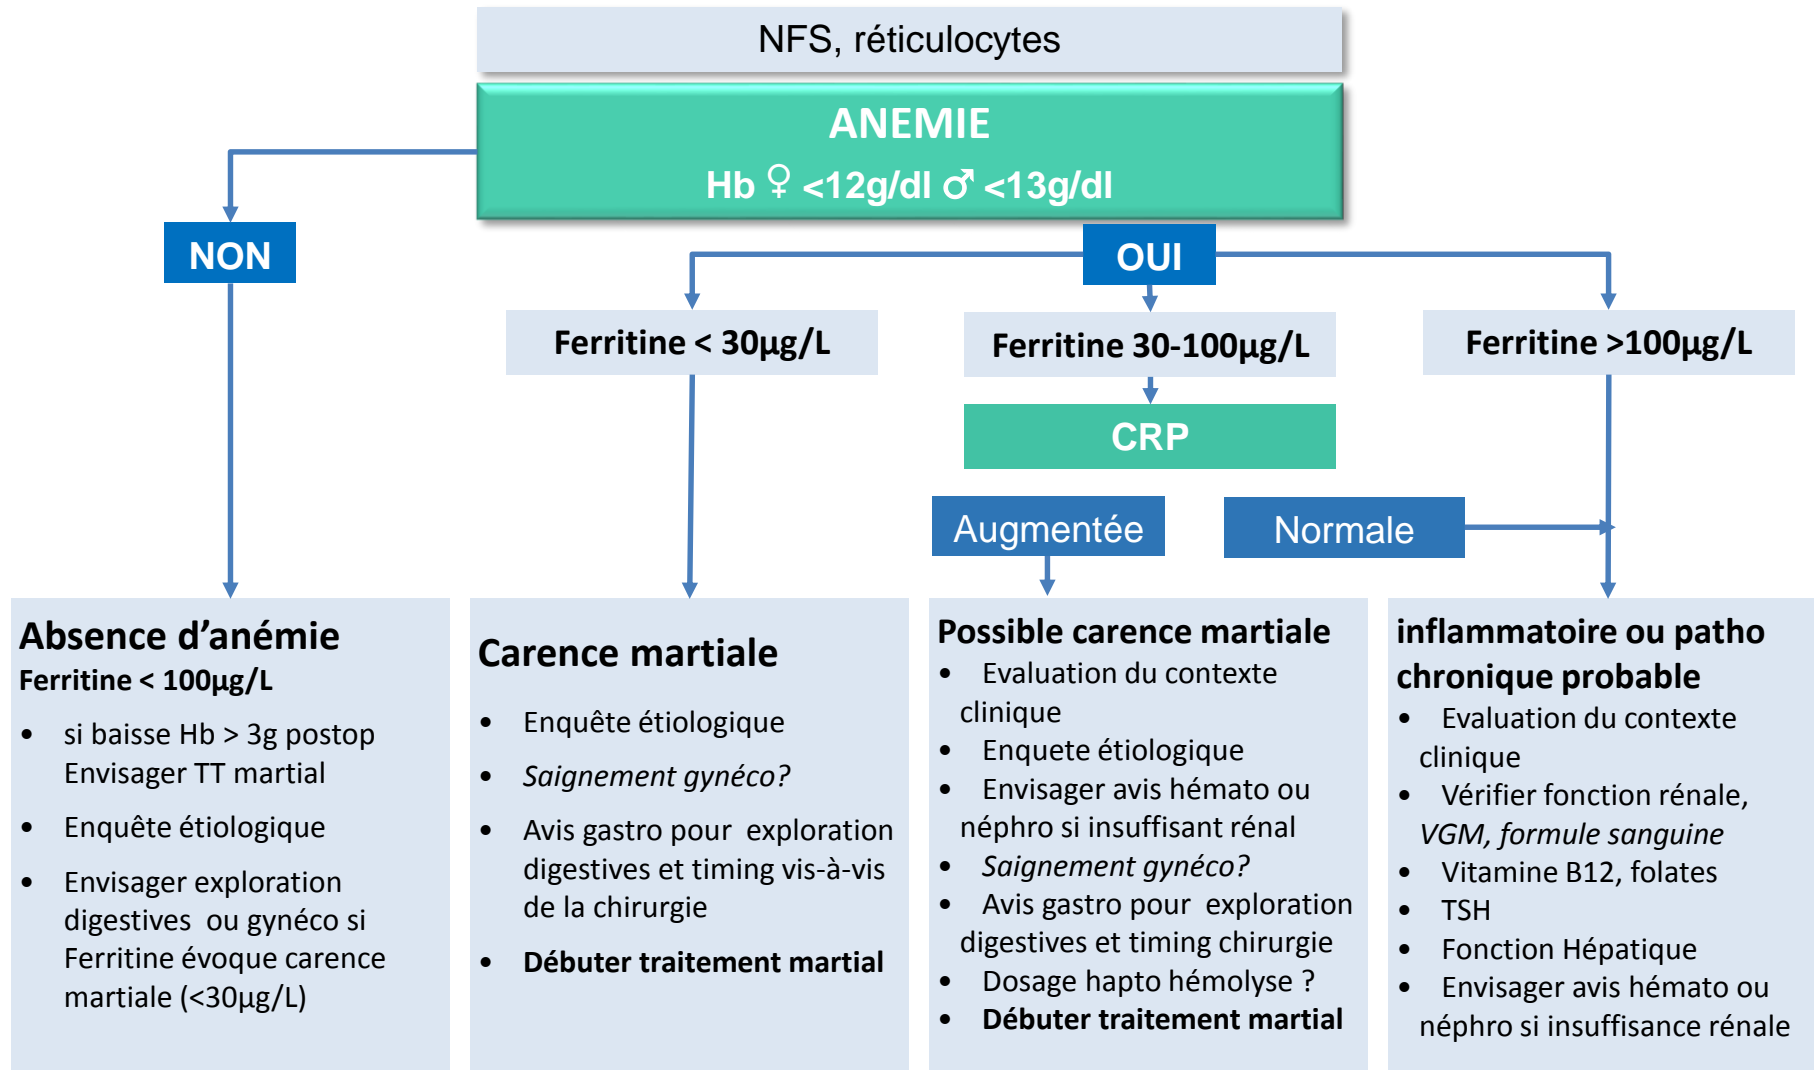 NFS, réticulocytes
ANEMIE
Hb ♀ <12g/dl ♂ <13g/dl
NON
OUI
Ferritine < 30µg/L
Ferritine 30-100µg/L
Ferritine >100µg/L
CRP
Augmentée
Normale
Absence d’anémie
Ferritine < 100µg/L
• si baisse Hb > 3g postop
Envisager TT martial
• Enquête étiologique
• Envisager exploration
digestives ou gynéco si
Ferritine évoque carence
martiale (<30µg/L)
Carence martiale
• Enquête étiologique
• Saignement gynéco?
• Avis gastro pour exploration
digestives et timing vis-à-vis
de la chirurgie
• Débuter traitement martial
Possible carence martiale
• Evaluation du contexte
clinique
• Enquete étiologique
• Envisager avis hémato ou
néphro si insuffisant rénal
• Saignement gynéco?
• Avis gastro pour exploration
digestives et timing chirurgie
• Dosage hapto hémolyse ?
• Débuter traitement martial
inflammatoire ou patho
chronique probable
• Evaluation du contexte
clinique
• Vérifier fonction rénale,
VGM, formule sanguine
• Vitamine B12, folates
• TSH
• Fonction Hépatique
• Envisager avis hémato ou
néphro si insuffisance rénale